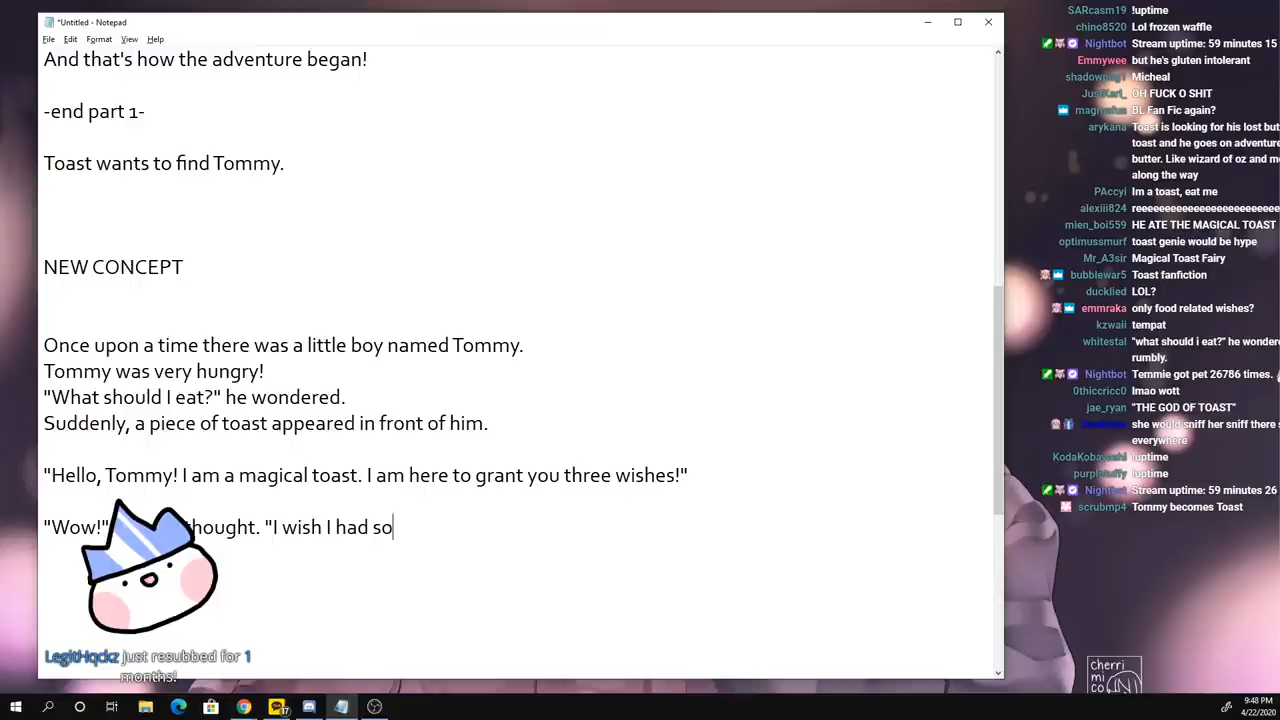 *Untitled - Notepad
File Edit Format View Help
And that's how the adventure began!
-end part 1-
Toast wants to find Tommy.
NEW CONCEPT
Once upon a time there was a little boy named Tommy.
Tommy was very hungry!
"What should I eat?" he wondered.
Suddenly, a piece of toast appeared in front of him.
"Hello, Tommy! I am a magical toast. I am here to grant you three wishes!"
"Wow!" thought. "I wish I had so
LegitHqckz just resubbed for 1
months!
SARcasm19 !uptime
chino8520 Lol frozen waffle
Nightbot Stream uptime: 59 minutes 15
Emmywee but he's gluten intolerant
Micheal
OH FUCK O SHIT
BL Fan Fic again?
arykana Toast is looking for his lost but
toast and he goes on adventure
butter. Like wizard of oz and me
along the way
PAccyi Im a toast, eat me
alexiii824 reeeeeeeeeeeeeeeeeeeeeee
mien_boi559 HE ATE THE MAGICAL TOAST
optimussmurf toast genie would be hype
Mr_A3sir Magical Toast Fairy
bubblewar5 Toast fanfiction
ducklied LOL?
emmraka only food related wishes?
kzwaii tempat
whitestal "what should i eat?" he wondere
rumbly.
Nightbot Temmie got pet 26786 times.
0thiccricc0 lmao wott
jae_ryan "THE GOD OF TOAST"
she would sniff her sniff there s
everywhere
KodaKobayashi !uptime
purpletuffy !uptime
Nightbot Stream uptime: 59 minutes 26
scrubmp4 Tommy becomes Toast
cherri
mi
co
17
9:48 PM
4/22/2020